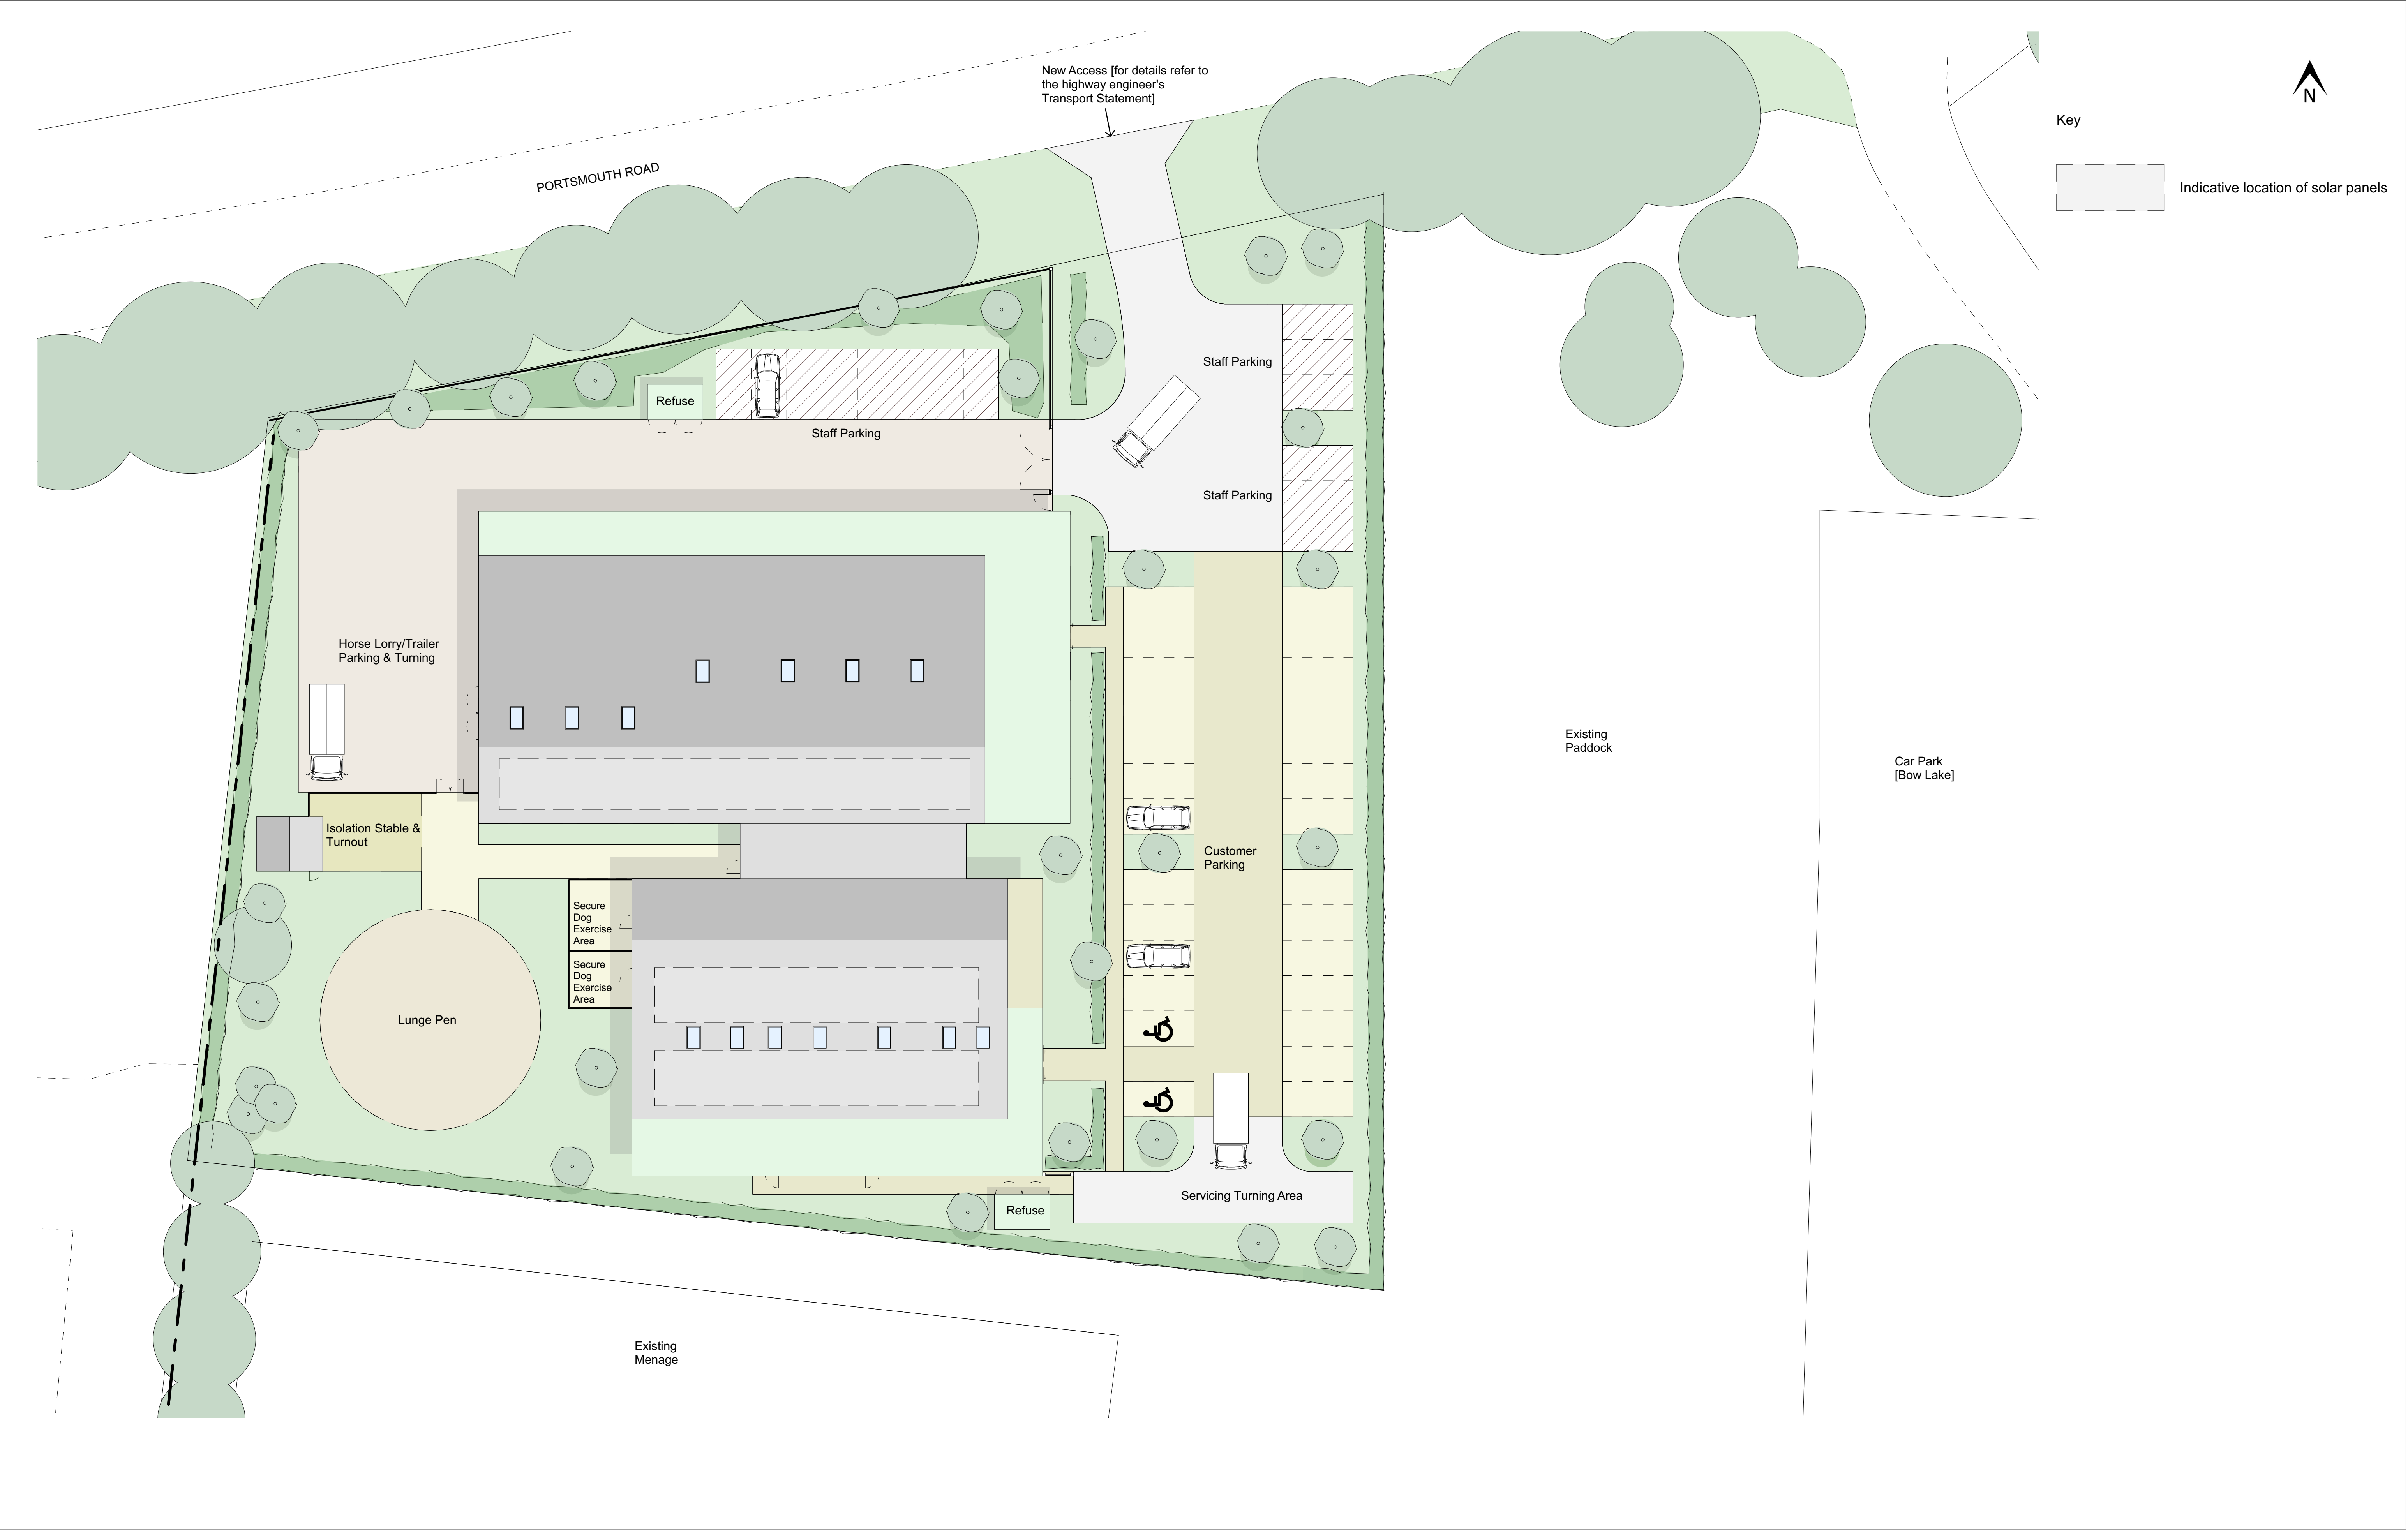 New Access [for details refer to
the highway engineer's
Transport Statement]
N
Key
Indicative location of solar panels
PORTSMOUTH ROAD
Staff Parking
Refuse
Staff Parking
Staff Parking
Horse Lorry/Trailer
Parking & Turning
Existing
Paddock
Car Park
[Bow Lake]
Isolation Stable &
Turnout
Customer
Parking
Secure
Dog
Exercise
Area
Secure
Dog
Exercise
Area
Lunge Pen
Servicing Turning Area
Refuse
Existing
Menage